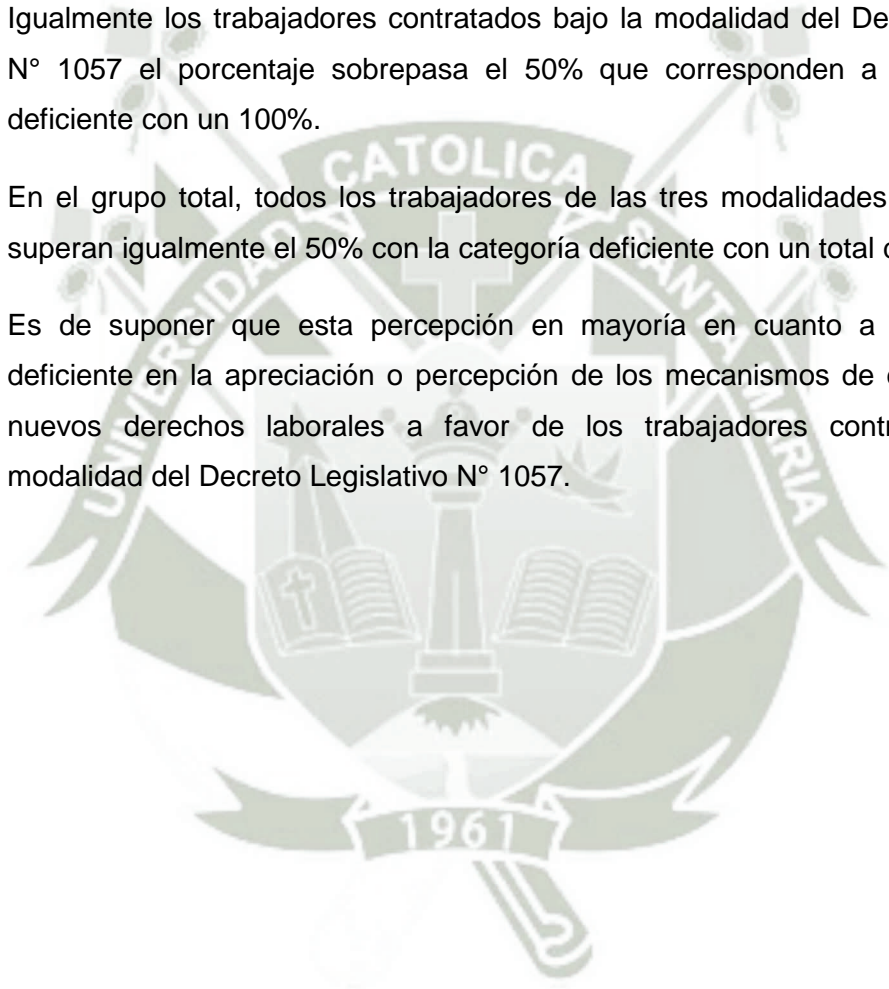 Igualmente los trabajadores contratados bajo la modalidad del De
N° 1057 el porcentaje sobrepasa el 50% que corresponden a
deficiente con un 100%.
En el grupo total, todos los trabajadores de las tres modalidades
superan igualmente el 50% con la categoría deficiente con un total
Es de suponer que esta percepción en mayoría en cuanto a
deficiente en la apreciación o percepción de los mecanismos de
nuevos derechos laborales a favor de los trabajadores contr
modalidad del Decreto Legislativo N° 1057.
UNIVERSIDAD CATOLICA SANTA MARIA
1961